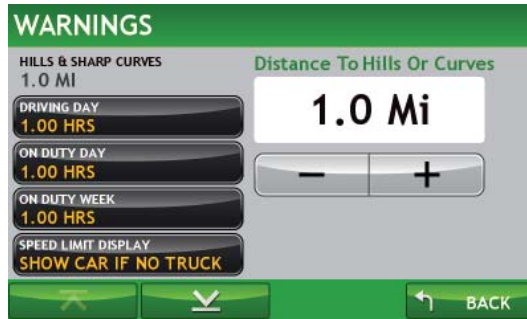 WARNINGS
HILLS & SHARP CURVES
1.0 MI
DRIVING DAY
1.00 HRS
ON DUTY DAY
1.00 HRS
ON DUTY WEEK
1.00 HRS
SPEED LIMIT DISPLAY
SHOW CAR IF NO TRUCK
Distance To Hills Or Curves
1.0 Mi
− +
BACK